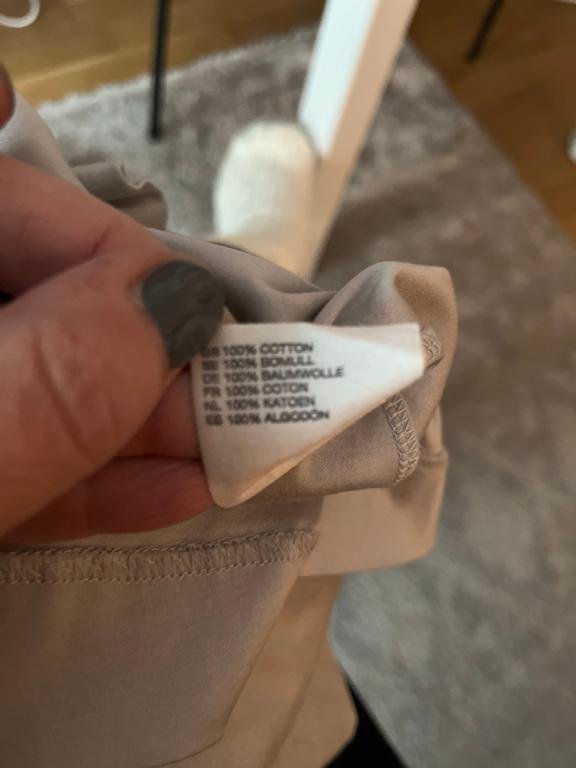 GB 100% COTTON
SE 100% BOMULL
DE 100% BAUMWOLLE
FR 100% COTON
NL 100% KATOEN
ES 100% ALGODÓN